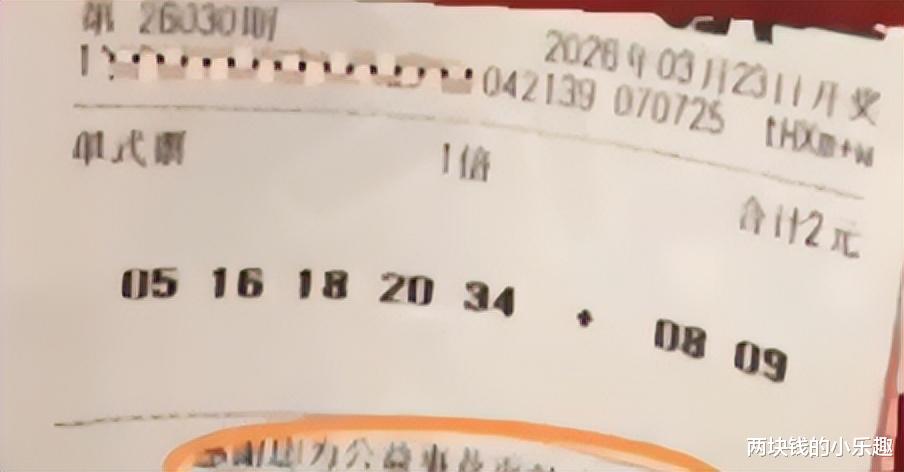 第 26030期
2026年03月23日开奖
042139 070725
单式票 1倍
合计2元
05 16 18 20 34 + 08 09
两块钱的小乐趣